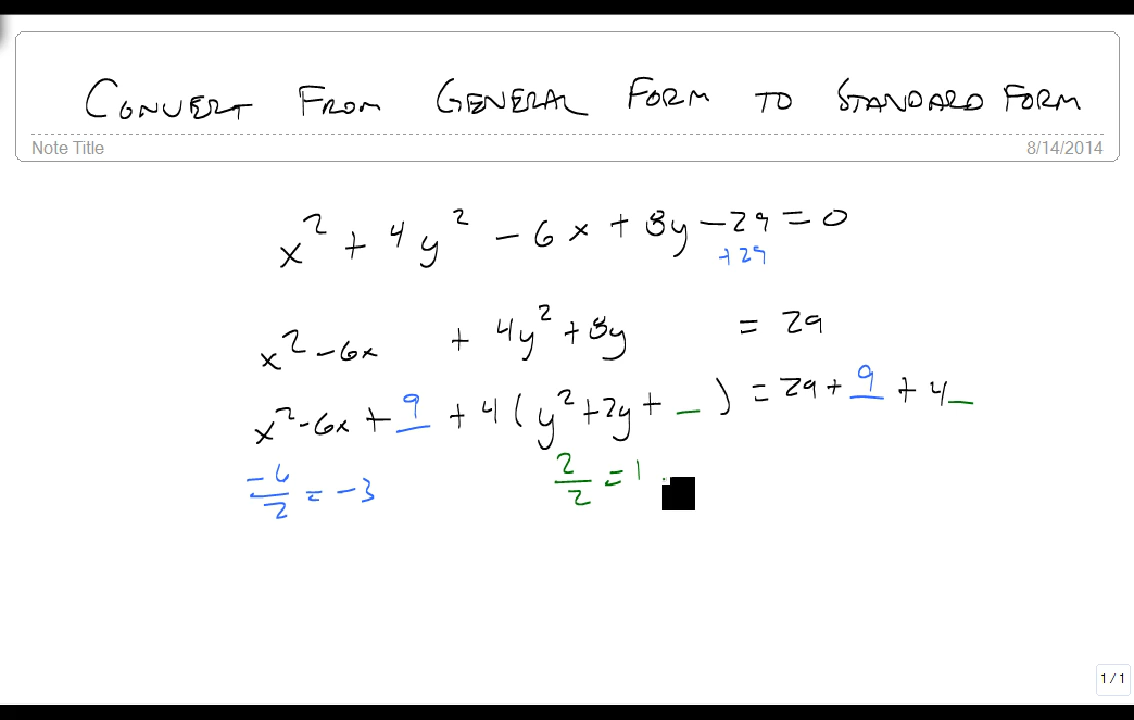 CONVERT FROM GENERAL FORM TO STANDARD FORM
Note Title 8/14/2014
x² + 4y² - 6x + 8y - 29 = 0
+29
x² - 6x + 4y² + 8y = 29
x² - 6x + 9 + 4(y² + 2y + _) = 29 + 9 + 4_
-6/2 = -3 2/2 = 1
1/1